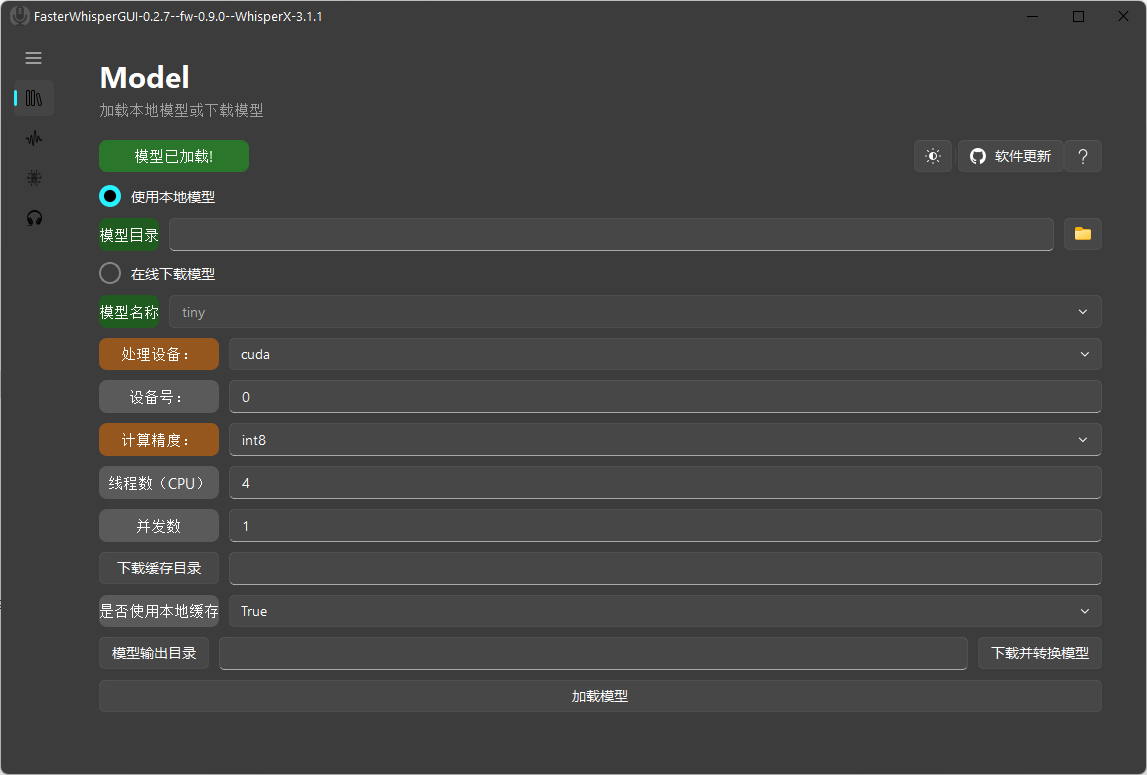 FasterWhisperGUI-0.2.7--fw-0.9.0--WhisperX-3.1.1
Model
加载本地模型或下载模型
模型已加载!
软件更新
?
使用本地模型
模型目录
在线下载模型
模型名称 tiny
处理设备： cuda
设备号： 0
计算精度： int8
线程数（CPU） 4
并发数 1
下载缓存目录
是否使用本地缓存 True
模型输出目录 下载并转换模型
加载模型